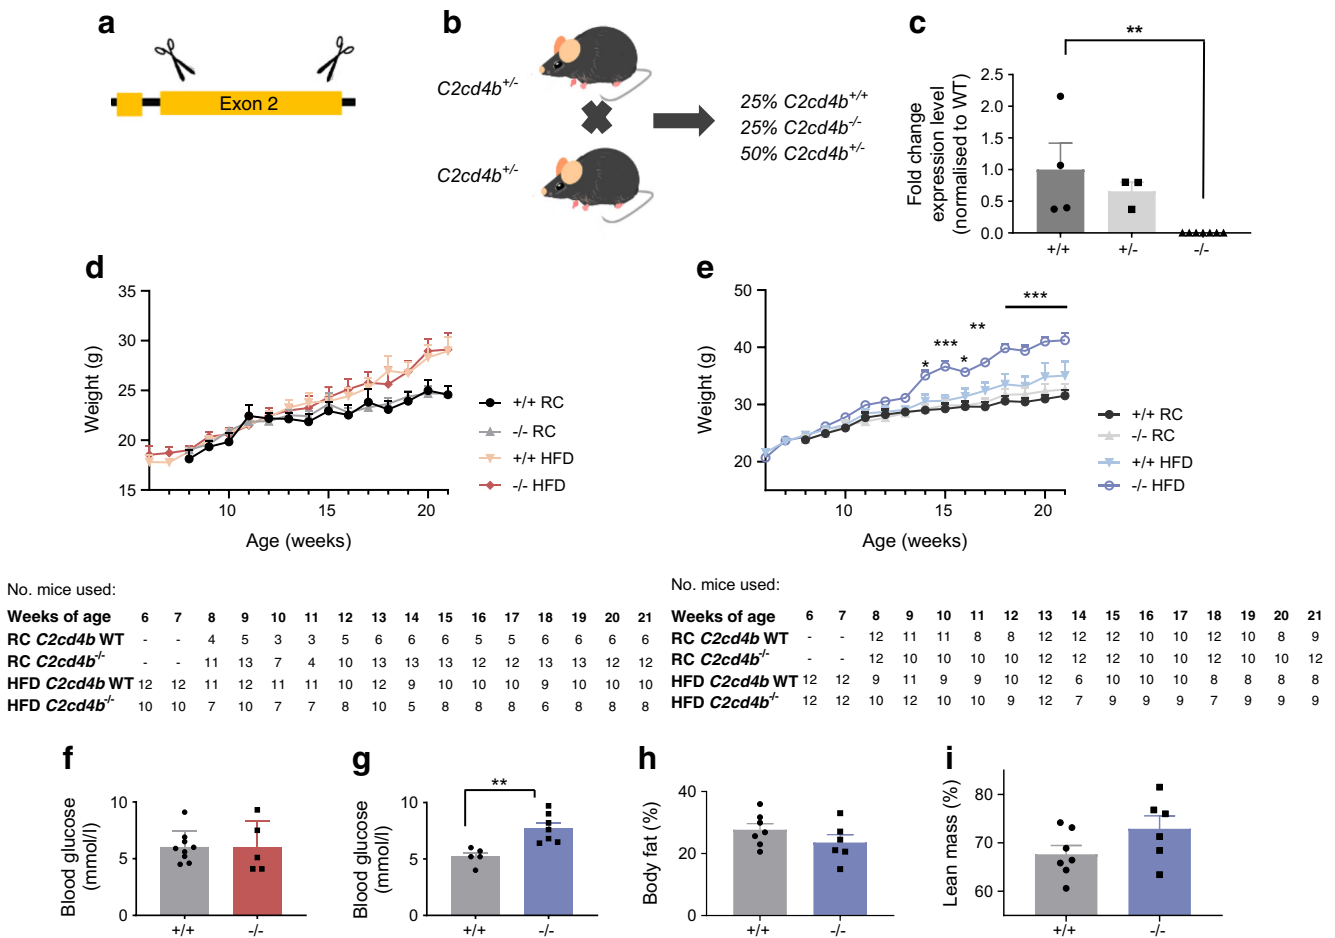 a
Exon 2
b
C2cd4b+/-
C2cd4b+/-
25% C2cd4b+/+
25% C2cd4b-/-
50% C2cd4b+/-
c
**
Fold change
expression level
(normalised to WT)
2.5
2.0
1.5
1.0
0.5
0.0
+/+ +/- -/-
d
Weight (g)
35
30
25
20
15
10 15 20
Age (weeks)
+/+ RC
-/- RC
+/+ HFD
-/- HFD
e
Weight (g)
50
40
30
20
10 15 20
Age (weeks)
* *** * ** ***
+/+ RC
-/- RC
+/+ HFD
-/- HFD
No. mice used:
Weeks of age 6 7 8 9 10 11 12 13 14 15 16 17 18 19 20 21
RC C2cd4b WT - - 4 5 3 3 5 6 6 6 5 5 6 6 6 6
RC C2cd4b-/- - - 11 13 7 4 10 13 13 13 12 12 13 13 12 12
HFD C2cd4b WT 12 12 11 12 11 11 10 12 9 10 10 10 9 10 10 10
HFD C2cd4b-/- 10 10 7 10 7 7 8 10 5 8 8 8 6 8 8 8
No. mice used:
Weeks of age 6 7 8 9 10 11 12 13 14 15 16 17 18 19 20 21
RC C2cd4b WT - - 12 11 11 8 8 12 12 12 10 10 12 10 8 9
RC C2cd4b-/- - - 12 10 10 10 10 12 12 12 10 10 12 10 10 12
HFD C2cd4b WT 12 12 9 11 9 9 10 12 6 10 10 10 8 8 8 8
HFD C2cd4b-/- 12 12 10 12 10 10 9 12 7 9 9 9 7 9 9 9
f
Blood glucose
(mmol/l)
10
5
0
+/+ -/-
g
**
Blood glucose
(mmol/l)
10
5
0
+/+ -/-
h
Body fat (%)
40
20
0
+/+ -/-
i
Lean mass (%)
80
70
60
+/+ -/-